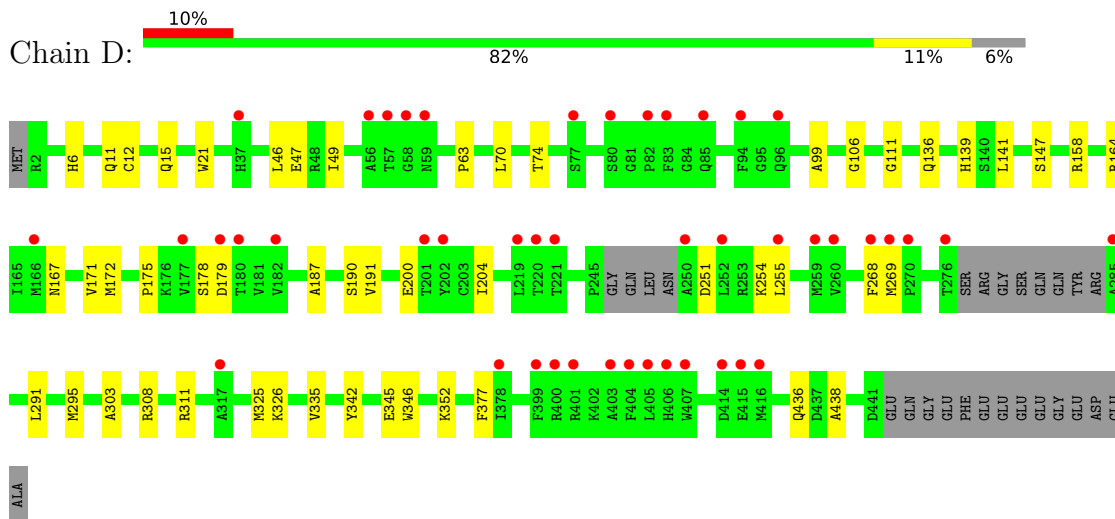 10%
Chain D:
82% 11% 6%
MET R2 H6 Q11 C12 Q15 W21 H37 L46 E47 R48 I49 A56 T57 G58 N59 P63 L70 T74 S77 S80 G81 P82 F83 G84 Q85 F94 G95 Q96 A99 G106 G111 Q136 H139 S140 L141 S147 R158 R164
I165 M166 N167 V171 M172 P175 K176 V177 S178 D179 T180 V181 V182 A187 S190 V191 E200 T201 Y202 C203 I204 L219 T220 T221 P245 GLY GLN LEU ASN A250 D251 L252 R253 K254 L255 M259 V260 F268 M269 P270 T276 SER ARG GLY SER GLN GLN TYR ARG A285
L291 M295 A303 R308 R311 A317 M325 K326 V335 Y342 E345 W346 K352 F377 I378 F399 R400 R401 K402 A403 F404 L405 H406 W407 D414 E415 M416 Q436 D437 A438 D441 GLU GLN GLY GLU PHE GLU GLU GLU GLU GLY GLU ASP GLU
ALA